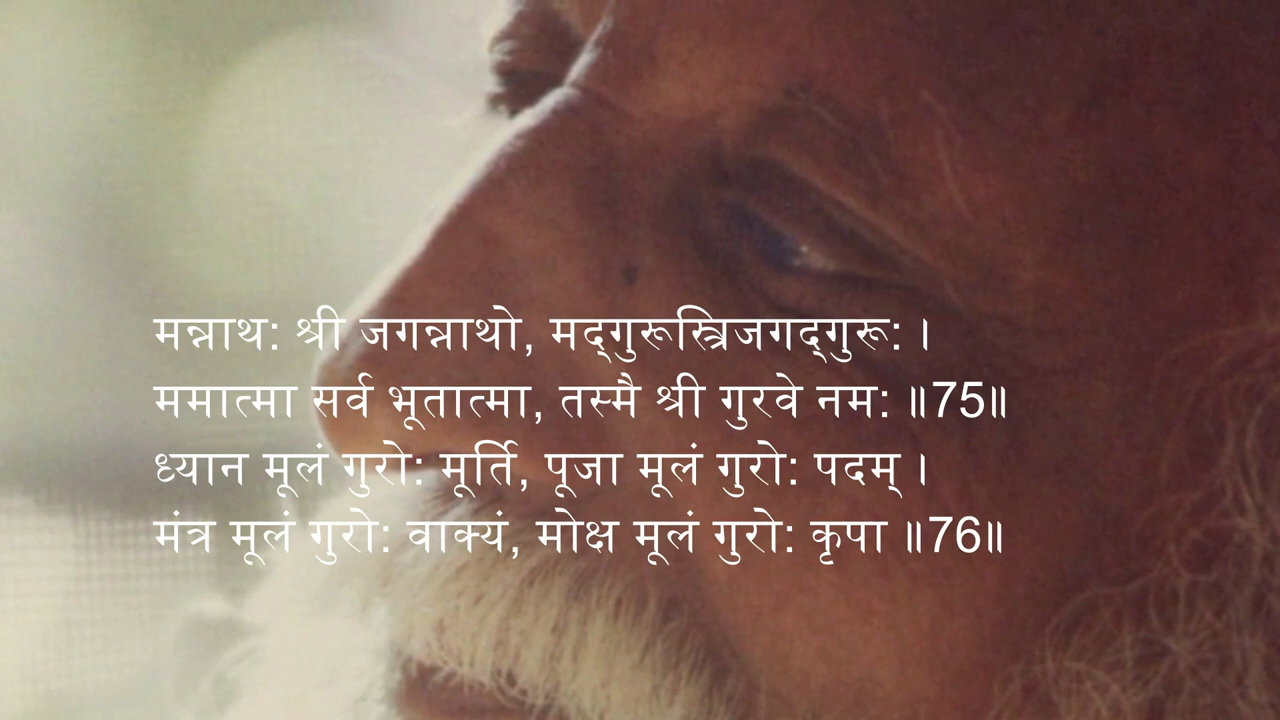 मन्नाथ: श्री जगन्नाथो, मद्‌गुरूस्त्रिजगद्‌गुरू: ।
ममात्मा सर्व भूतात्मा, तस्मै श्री गुरवे नम: ॥75॥
ध्यान मूलं गुरो: मूर्ति, पूजा मूलं गुरो: पदम् ।
मंत्र मूलं गुरो: वाक्यं, मोक्ष मूलं गुरो: कृपा ॥76॥